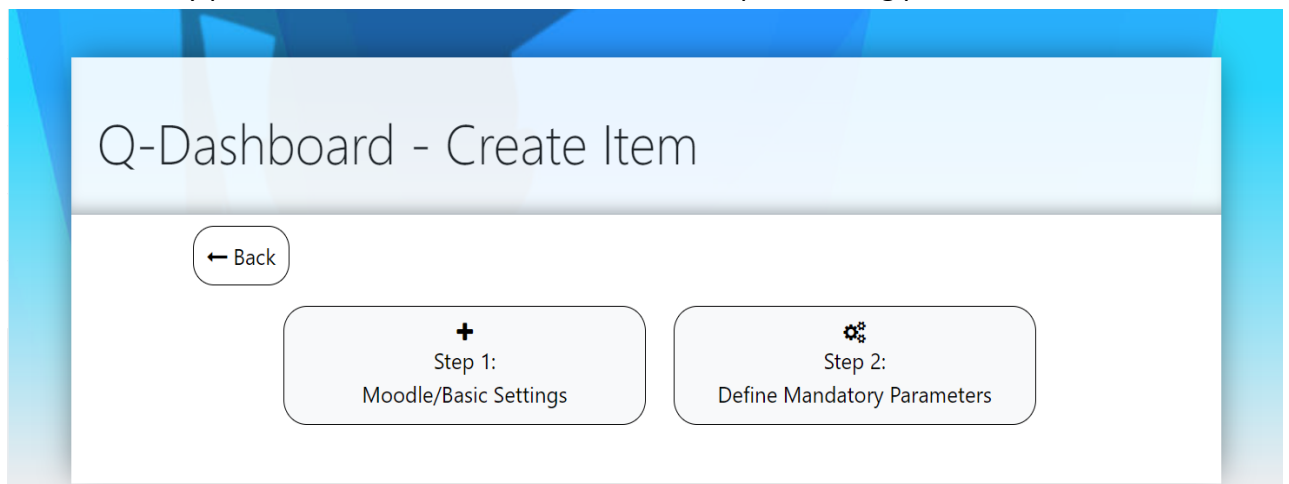 Q-Dashboard - Create Item
Back
Step 1:
Moodle/Basic Settings
Step 2:
Define Mandatory Parameters